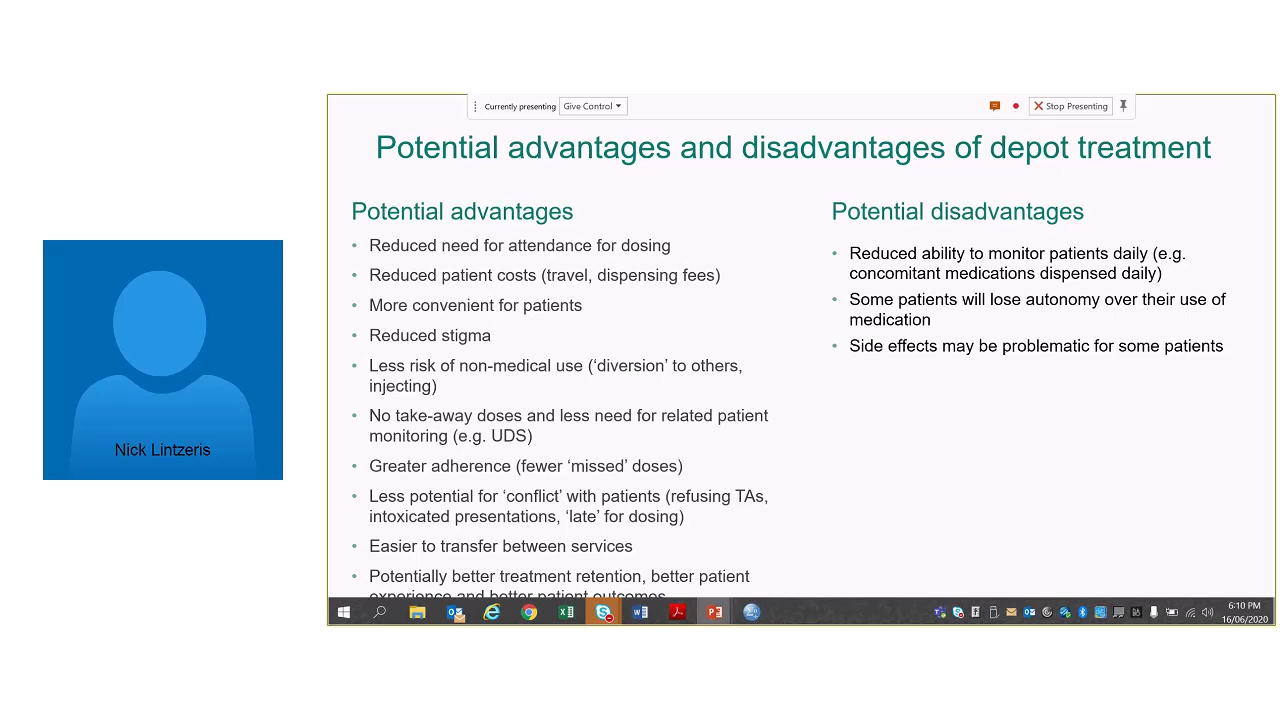 Currently presenting
Give Control
Stop Presenting
Potential advantages and disadvantages of depot treatment
Potential advantages
• Reduced need for attendance for dosing
• Reduced patient costs (travel, dispensing fees)
• More convenient for patients
• Reduced stigma
• Less risk of non-medical use (‘diversion’ to others,
injecting)
• No take-away doses and less need for related patient
monitoring (e.g. UDS)
• Greater adherence (fewer ‘missed’ doses)
• Less potential for ‘conflict’ with patients (refusing TAs,
intoxicated presentations, ‘late’ for dosing)
• Easier to transfer between services
• Potentially better treatment retention, better patient
experience and better patient outcomes
Potential disadvantages
• Reduced ability to monitor patients daily (e.g.
concomitant medications dispensed daily)
• Some patients will lose autonomy over their use of
medication
• Side effects may be problematic for some patients
Nick Lintzeris
6:10 PM
16/06/2020